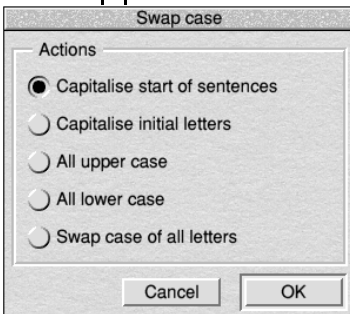 Swap case
Actions
Capitalise start of sentences
Capitalise initial letters
All upper case
All lower case
Swap case of all letters
Cancel OK